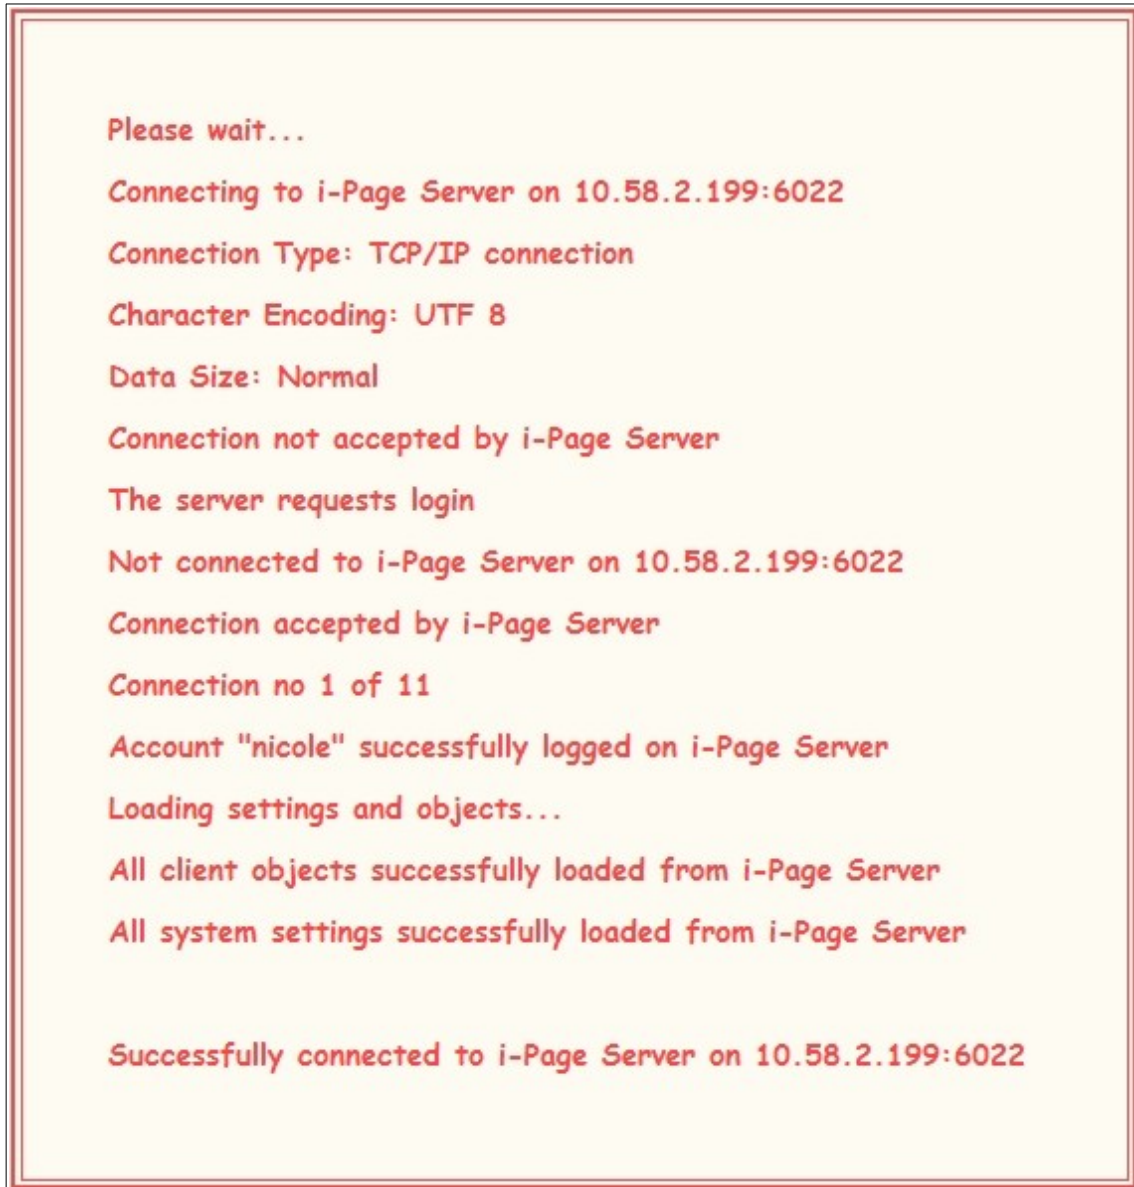 Please wait...
Connecting to i-Page Server on 10.58.2.199:6022
Connection Type: TCP/IP connection
Character Encoding: UTF 8
Data Size: Normal
Connection not accepted by i-Page Server
The server requests login
Not connected to i-Page Server on 10.58.2.199:6022
Connection accepted by i-Page Server
Connection no 1 of 11
Account "nicole" successfully logged on i-Page Server
Loading settings and objects...
All client objects successfully loaded from i-Page Server
All system settings successfully loaded from i-Page Server
Successfully connected to i-Page Server on 10.58.2.199:6022